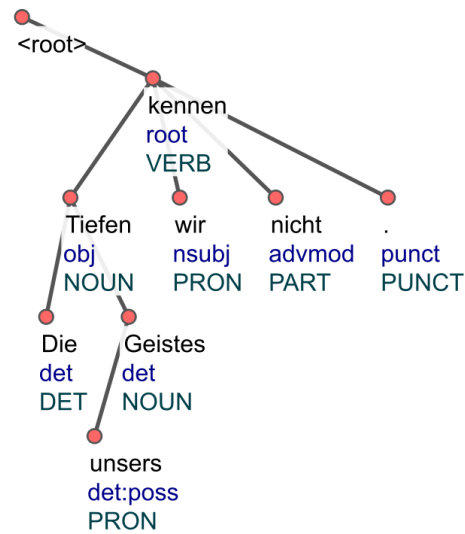 <root>
kennen
root
VERB
Tiefen wir nicht .
obj nsubj advmod punct
NOUN PRON PART PUNCT
Die Geistes
det det
DET NOUN
unsers
det:poss
PRON